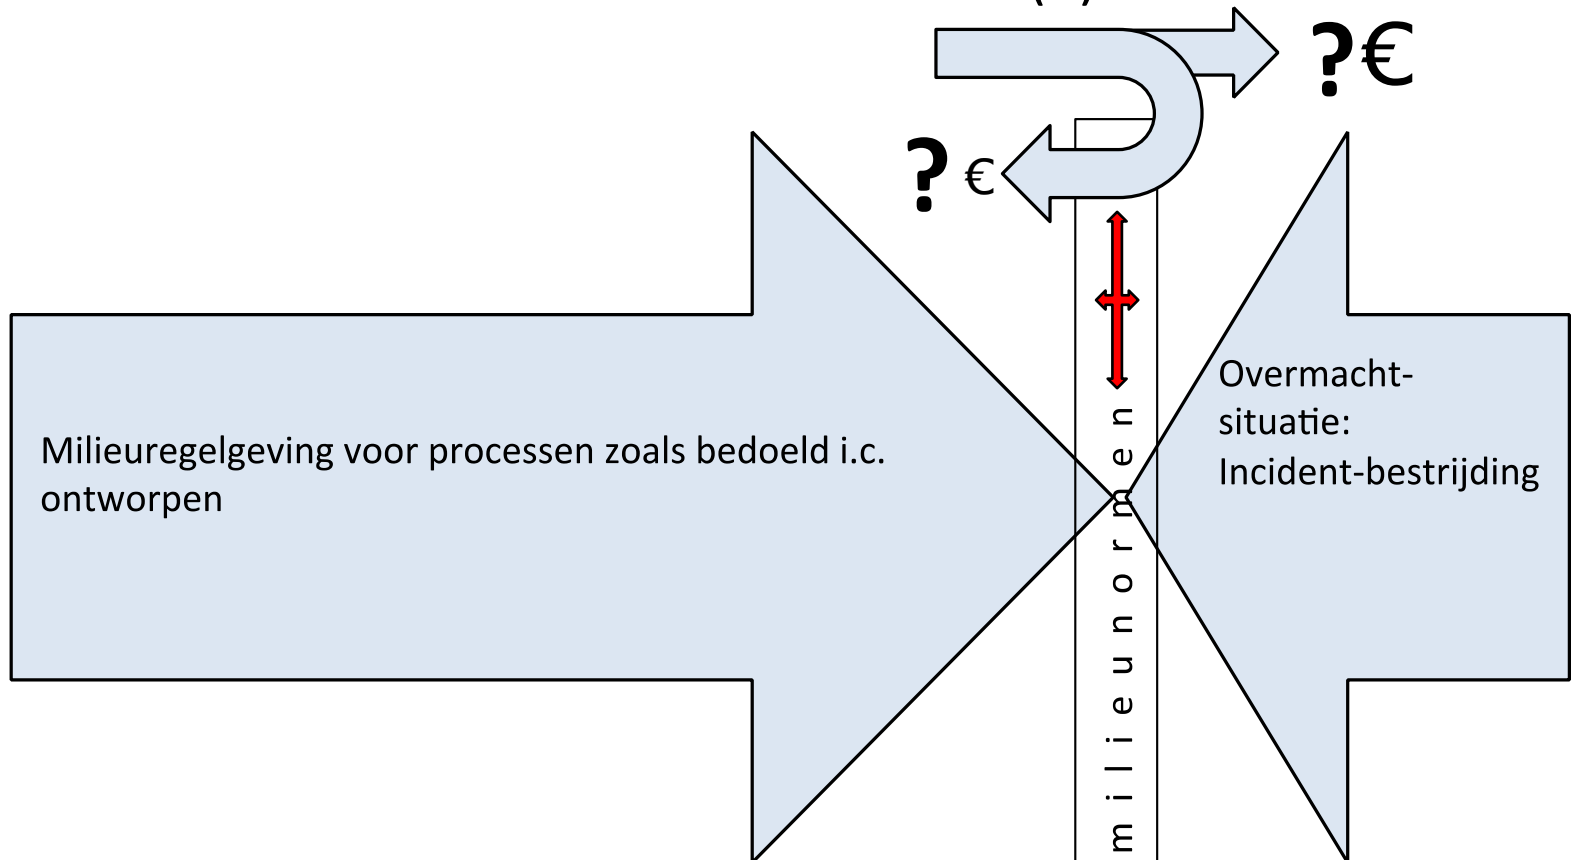 ?€
? €
Milieuregelgeving voor processen zoals bedoeld i.c.
ontworpen
milieunormen
Overmacht-
situatie:
Incident-bestrijding